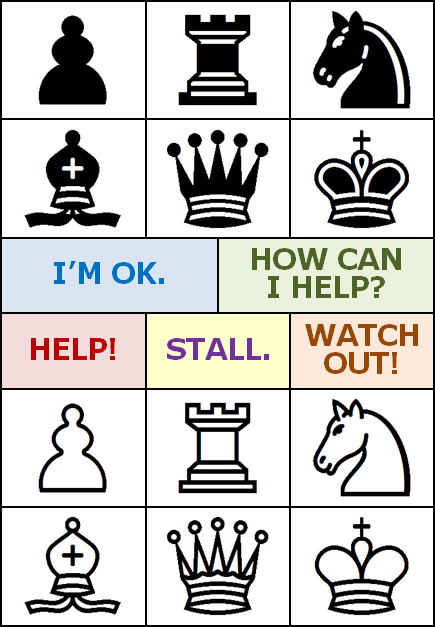 I’M OK.
HOW CAN
I HELP?
HELP!
STALL.
WATCH
OUT!